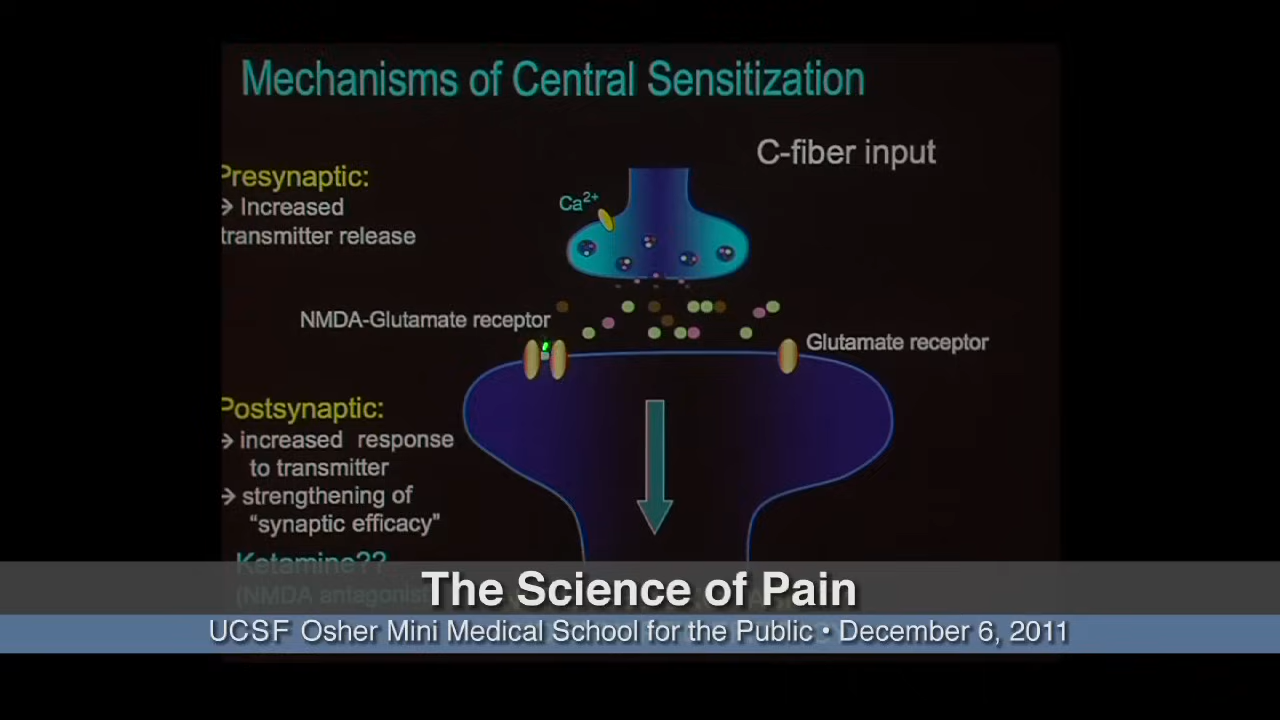 Mechanisms of Central Sensitization
C-fiber input
Presynaptic:
→ Increased
transmitter release
Ca2+
NMDA-Glutamate receptor
Glutamate receptor
Postsynaptic:
→ increased response
to transmitter
→ strengthening of
“synaptic efficacy”
Ketamine??
(NMDA antagonis
The Science of Pain
UCSF Osher Mini Medical School for the Public • December 6, 2011